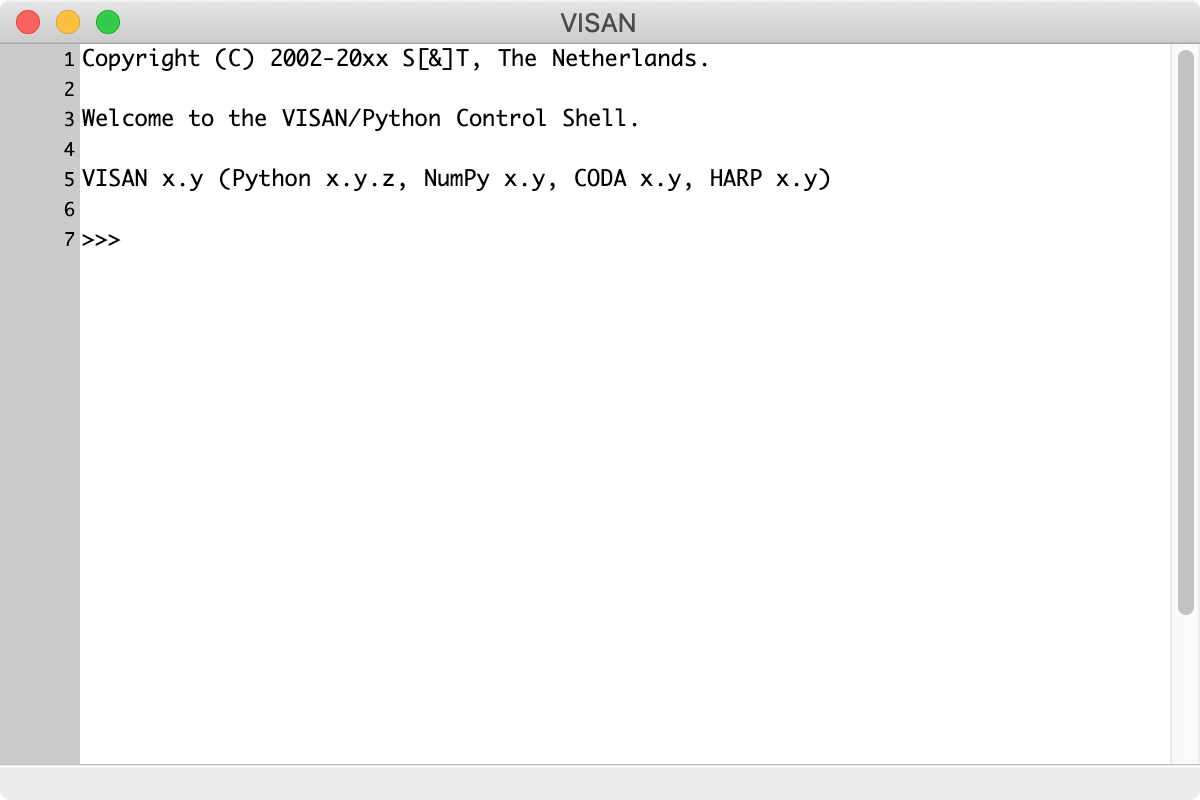 VISAN
1 Copyright (C) 2002-20xx S[&]T, The Netherlands.
2
3 Welcome to the VISAN/Python Control Shell.
4
5 VISAN x.y (Python x.y.z, NumPy x.y, CODA x.y, HARP x.y)
6
7 >>>